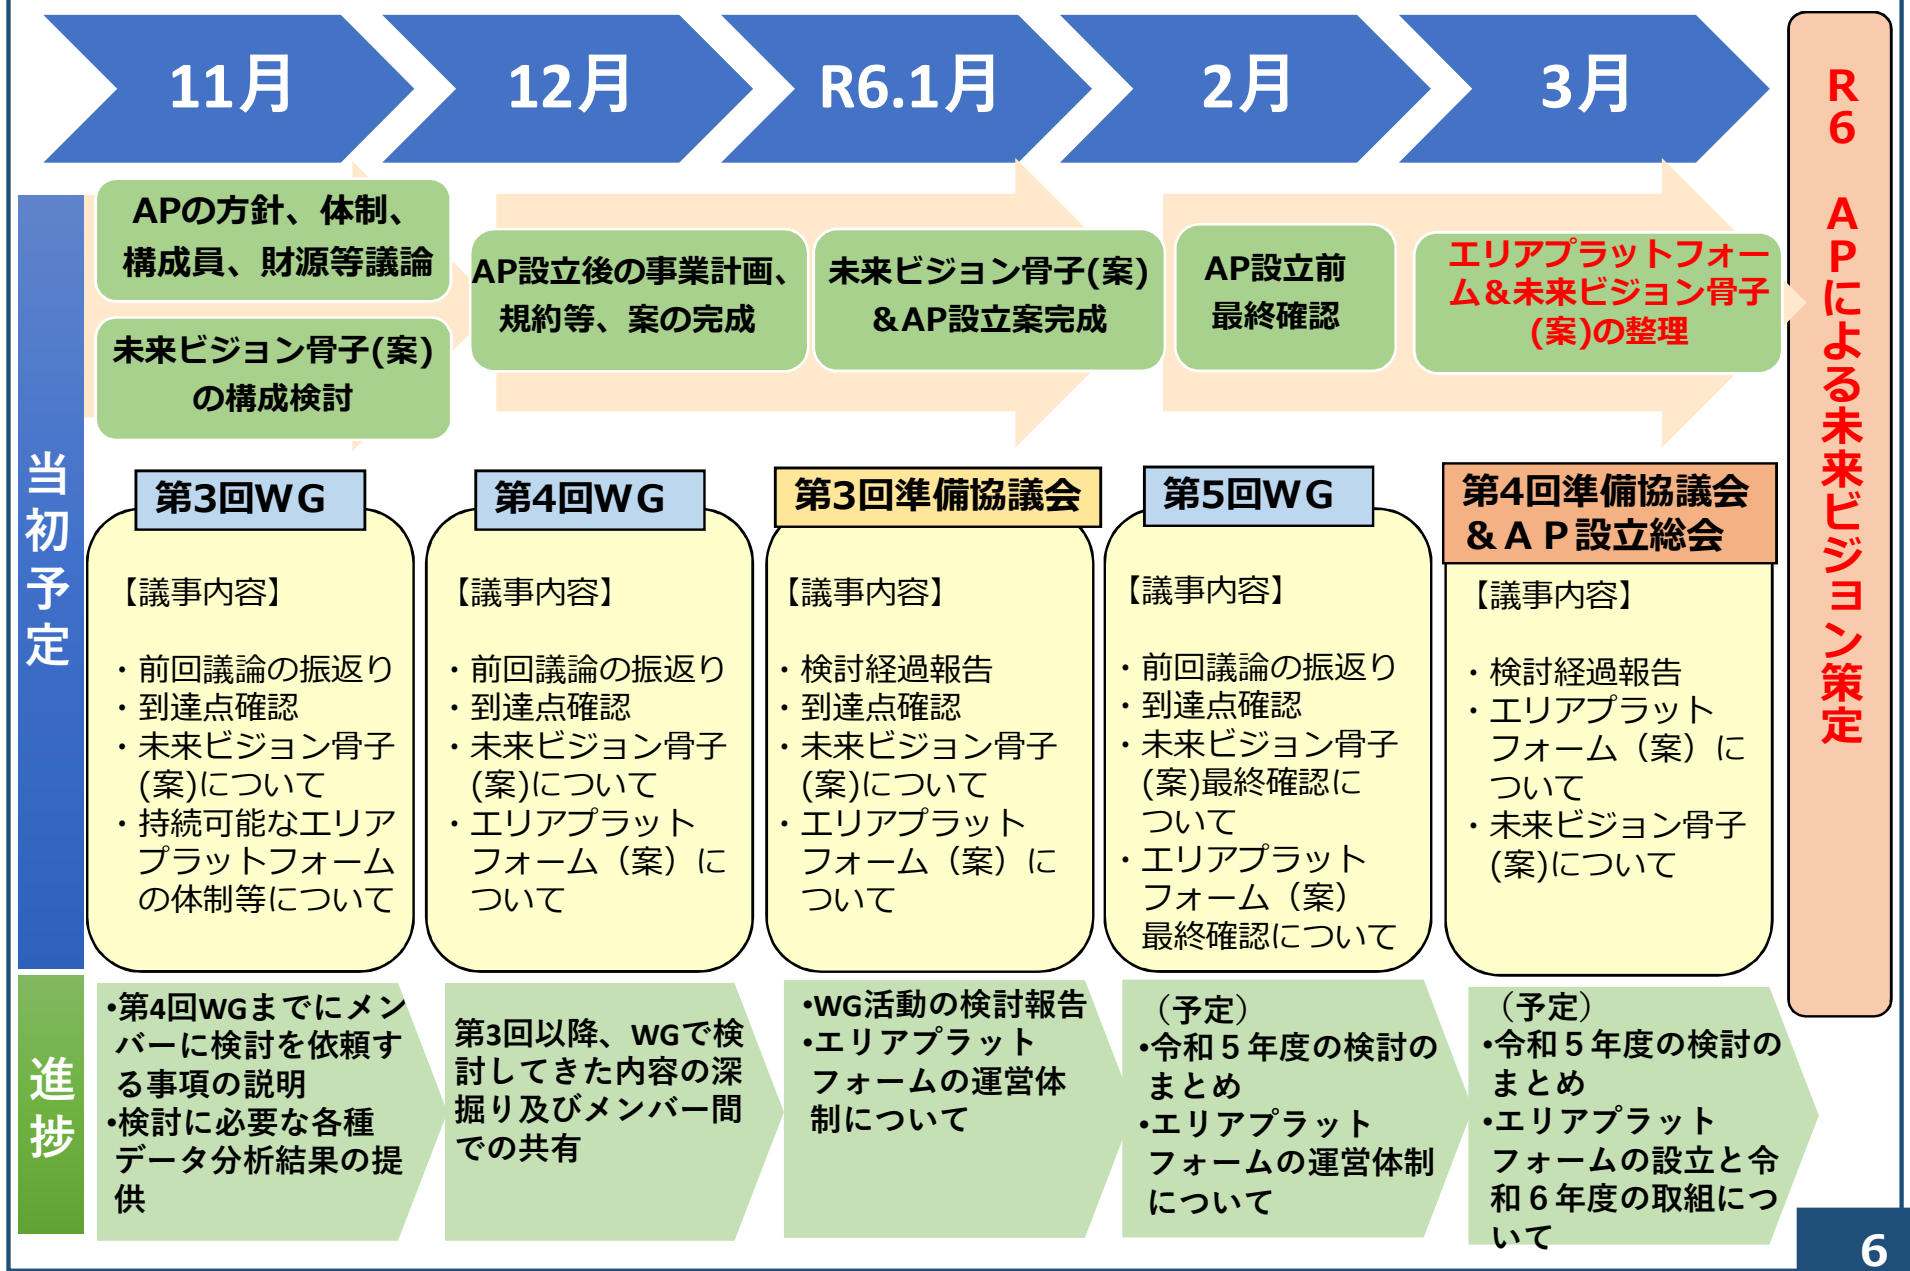 11月
12月
R6.1月
2月
3月
R6 APによる未来ビジョン策定
当初予定
APの方針、体制、
構成員、財源等議論
未来ビジョン骨子(案)
の構成検討
AP設立後の事業計画、
規約等、案の完成
未来ビジョン骨子(案)
&AP設立案完成
AP設立前
最終確認
エリアプラットフォー
ム&未来ビジョン骨子
(案)の整理
第3回WG
【議事内容】
・前回議論の振返り
・到達点確認
・未来ビジョン骨子
(案)について
・持続可能なエリア
プラットフォーム
の体制等について
第4回WG
【議事内容】
・前回議論の振返り
・到達点確認
・未来ビジョン骨子
(案)について
・エリアプラット
フォーム（案）に
ついて
第3回準備協議会
【議事内容】
・検討経過報告
・到達点確認
・未来ビジョン骨子
(案)について
・エリアプラット
フォーム（案）に
ついて
第5回WG
【議事内容】
・前回議論の振返り
・到達点確認
・未来ビジョン骨子
(案)最終確認に
ついて
・エリアプラット
フォーム（案）
最終確認について
第4回準備協議会
&ＡＰ設立総会
【議事内容】
・検討経過報告
・エリアプラット
フォーム（案）に
ついて
・未来ビジョン骨子
(案)について
進捗
•第4回WGまでにメン
バーに検討を依頼す
る事項の説明
•検討に必要な各種
データ分析結果の提
供
第3回以降、WGで検
討してきた内容の深
掘り及びメンバー間
での共有
•WG活動の検討報告
•エリアプラット
フォームの運営体
制について
（予定）
•令和５年度の検討の
まとめ
•エリアプラット
フォームの運営体制
について
（予定）
•令和５年度の検討の
まとめ
•エリアプラット
フォームの設立と令
和６年度の取組につ
いて
6